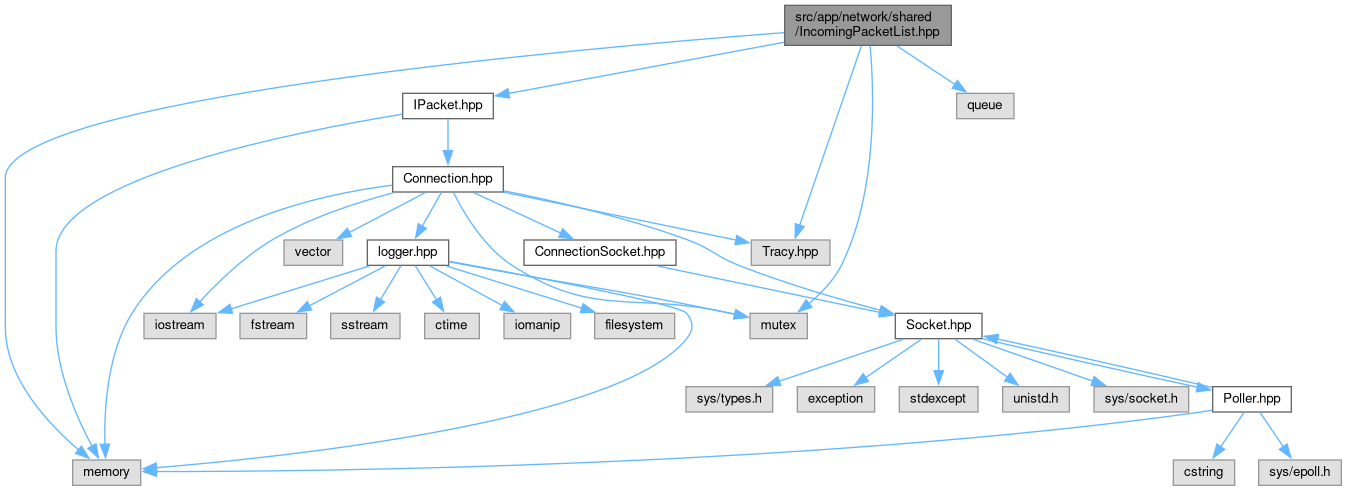 src/app/network/shared
/IncomingPacketList.hpp
IPacket.hpp
queue
Connection.hpp
vector
logger.hpp
ConnectionSocket.hpp
Tracy.hpp
iostream
fstream
sstream
ctime
iomanip
filesystem
mutex
Socket.hpp
sys/types.h
exception
stdexcept
unistd.h
sys/socket.h
Poller.hpp
memory
cstring
sys/epoll.h